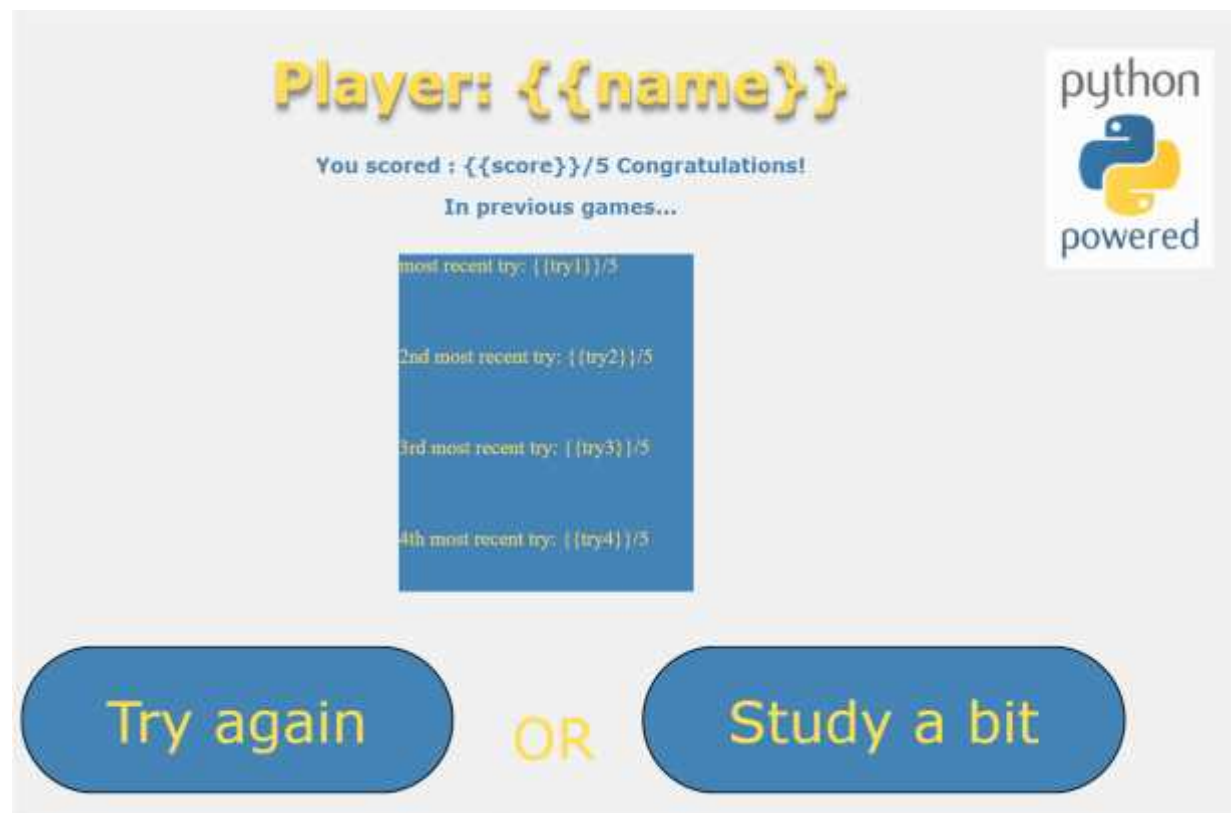 Player: {{name}}
python
powered
You scored : {{score}}/5 Congratulations!
In previous games...
most recent try: {{try1}}/5
2nd most recent try: {{try2}}/5
3rd most recent try: {{try3}}/5
4th most recent try: {{try4}}/5
Try again
OR
Study a bit